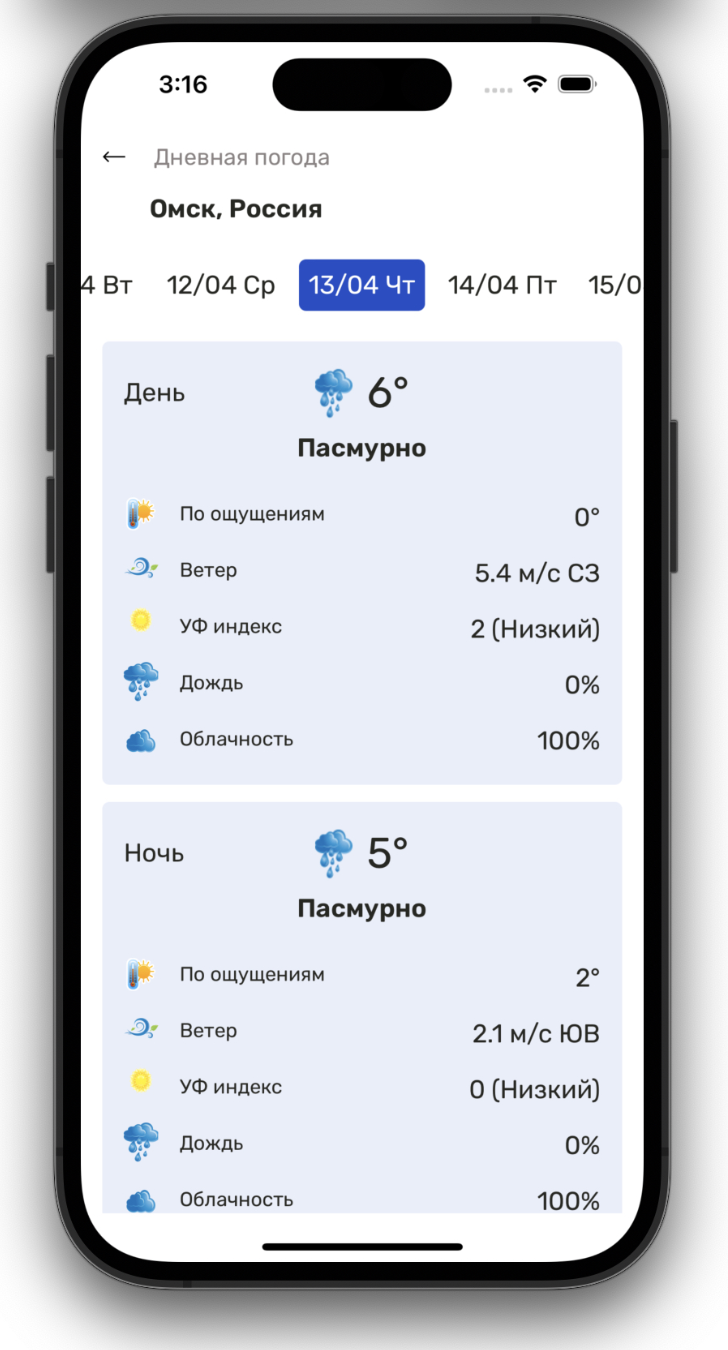 3:16
Дневная погода
Омск, Россия
4 Вт 12/04 Ср 13/04 Чт 14/04 Пт 15/0
День 6°
Пасмурно
По ощущениям 0°
Ветер 5.4 м/с СЗ
УФ индекс 2 (Низкий)
Дождь 0%
Облачность 100%
Ночь 5°
Пасмурно
По ощущениям 2°
Ветер 2.1 м/с ЮВ
УФ индекс 0 (Низкий)
Дождь 0%
Облачность 100%